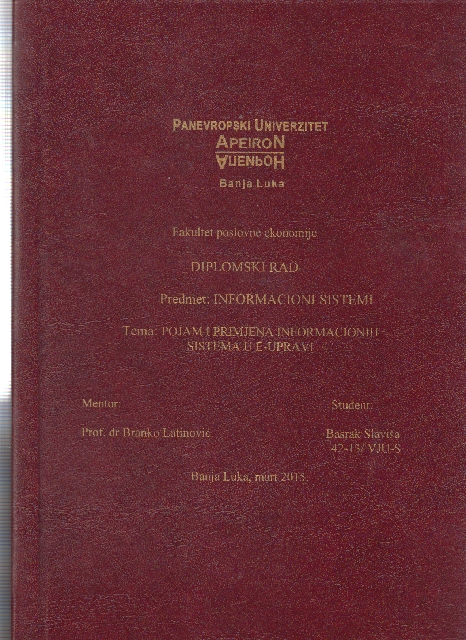 PANEVROPSKI UNIVERZITET
APEIRON
АПЕИРОН
Banja Luka
Fakultet poslovne ekonomije
DIPLOMSKI RAD
Predmet: INFORMACIONI SISTEMI
Tema: POJAM I PRIMJENA INFORMACIONIH
SISTEMA U E-UPRAVI
Mentor:
Student:
Prof. dr Branko Latinović
Basrak Slaviša
42-13/ VJU-S
Banja Luka, mart 2015.